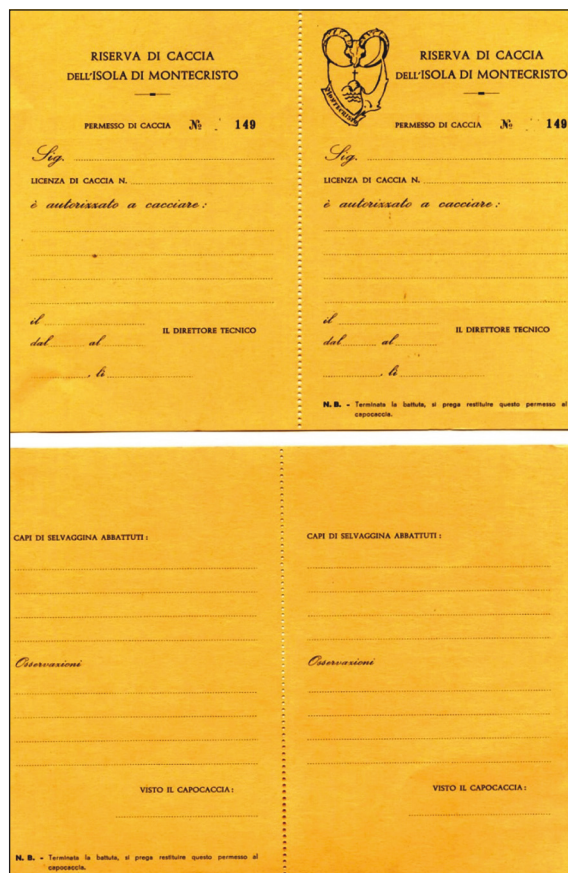 RISERVA DI CACCIA
DELL'ISOLA DI MONTECRISTO
PERMESSO DI CACCIA № 149
Sig.
LICENZA DI CACCIA N.
è autorizzato a cacciare :
il
IL DIRETTORE TECNICO
dal al
, li
MONTECRISTO
RISERVA DI CACCIA
DELL'ISOLA DI MONTECRISTO
PERMESSO DI CACCIA № 149
Sig.
LICENZA DI CACCIA N.
è autorizzato a cacciare :
il
IL DIRETTORE TECNICO
dal al
, li
N. B. - Terminata la battuta, si prega restituire questo permesso al
capocaccia.
CAPI DI SELVAGGINA ABBATTUTI :
Osservazioni
VISTO IL CAPOCACCIA :
N. B. - Terminata la battuta, si prega restituire questo permesso al
capocaccia.
CAPI DI SELVAGGINA ABBATTUTI :
Osservazioni
VISTO IL CAPOCACCIA :